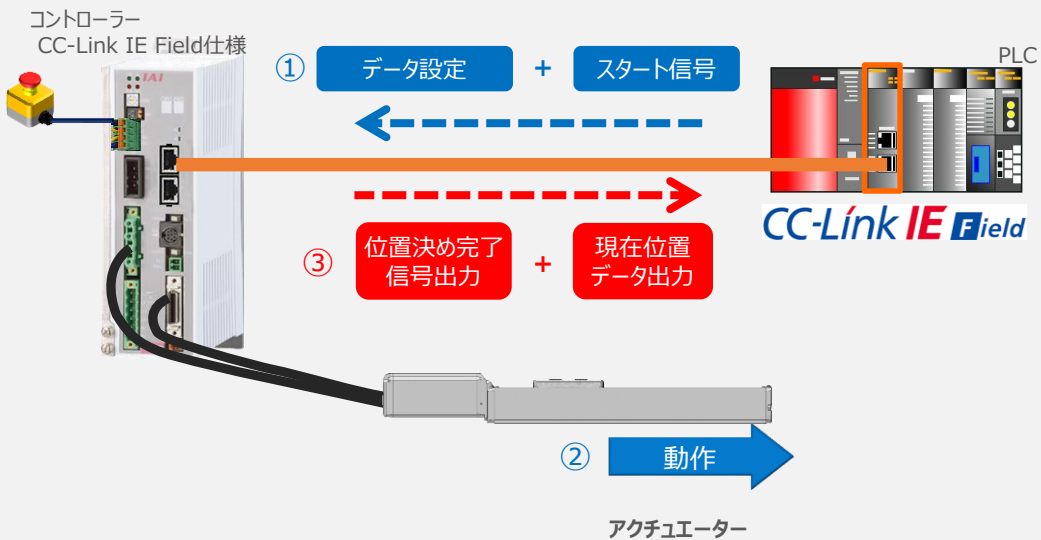 コントローラー
CC-Link IE Field仕様
PLC
IAI
① データ設定 + スタート信号
CC-Link IE Field
③ 位置決め完了
信号出力
+
現在位置
データ出力
② 動作
アクチュエーター